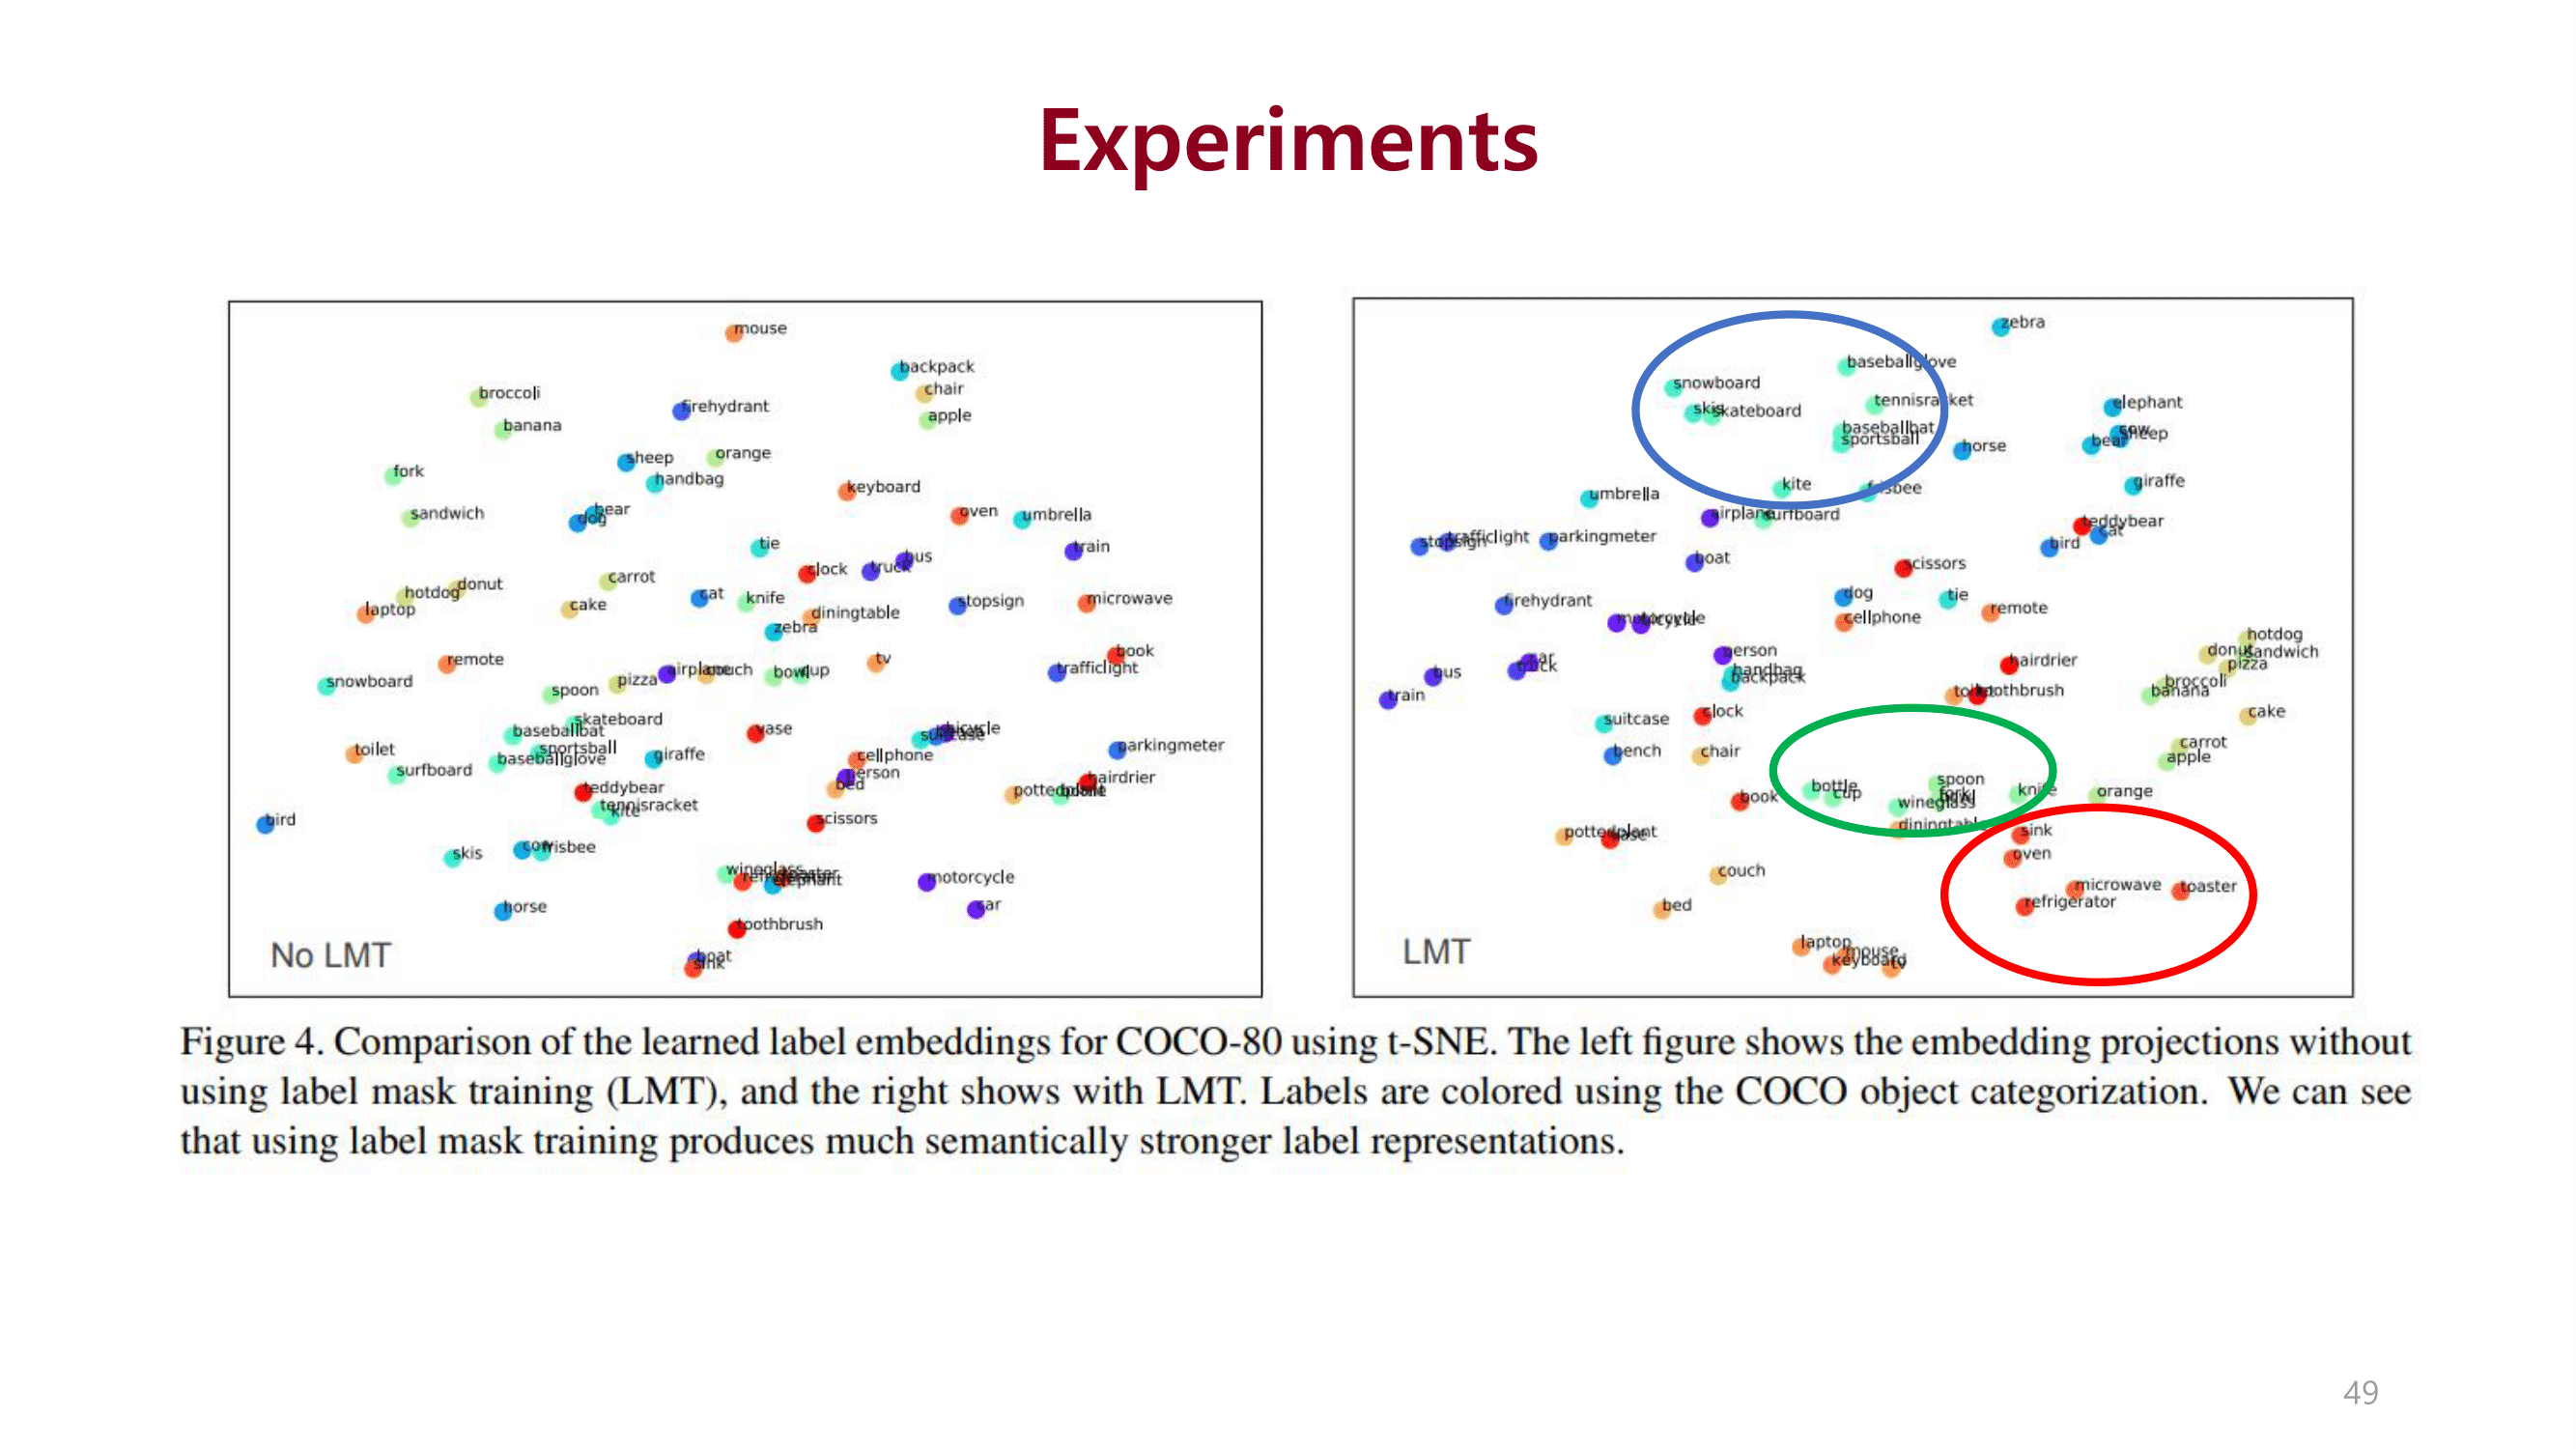 Experiments
mouse
backpack
chair
apple
broccoli
banana
firehydrant
sheep
orange
handbag
fork
keyboard
sandwich
bear
dog
oven
umbrella
tie
train
bus
truck
clock
carrot
donut
hotdog
laptop
cake
cat
knife
diningtable
stopsign
microwave
zebra
remote
tv
book
trafficlight
snowboard
pizza
airplane
couch
bowl
cup
spoon
skateboard
baseballbat
sportsball
baseballglove
vase
bicycle
suitcase
toilet
giraffe
cellphone
parkingmeter
surfboard
person
bed
hairdrier
teddybear
tennisracket
kite
bird
scissors
skis
cow
frisbee
wineglass
toaster
elephant
motorcycle
horse
car
toothbrush
boat
sink
No LMT
zebra
baseballglove
snowboard
skis
skateboard
tennisracket
elephant
baseballbat
sportsball
cow
sheep
bear
horse
kite
frisbee
giraffe
umbrella
airplane
surfboard
teddybear
cat
stopsign
trafficlight
parkingmeter
bird
boat
scissors
firehydrant
dog
tie
remote
motorcycle
bicycle
cellphone
hotdog
donut
sandwich
pizza
car
truck
person
hairdrier
bus
handbag
backpack
broccoli
banana
train
toilet
toothbrush
suitcase
clock
cake
bench
chair
carrot
apple
bottle
cup
spoon
fork
bowl
knife
orange
book
wineglass
diningtable
pottedplant
vase
sink
oven
couch
microwave
toaster
refrigerator
bed
laptop
mouse
keyboard
tv
LMT
Figure 4. Comparison of the learned label embeddings for COCO-80 using t-SNE. The left figure shows the embedding projections without
using label mask training (LMT), and the right shows with LMT. Labels are colored using the COCO object categorization. We can see
that using label mask training produces much semantically stronger label representations.
49